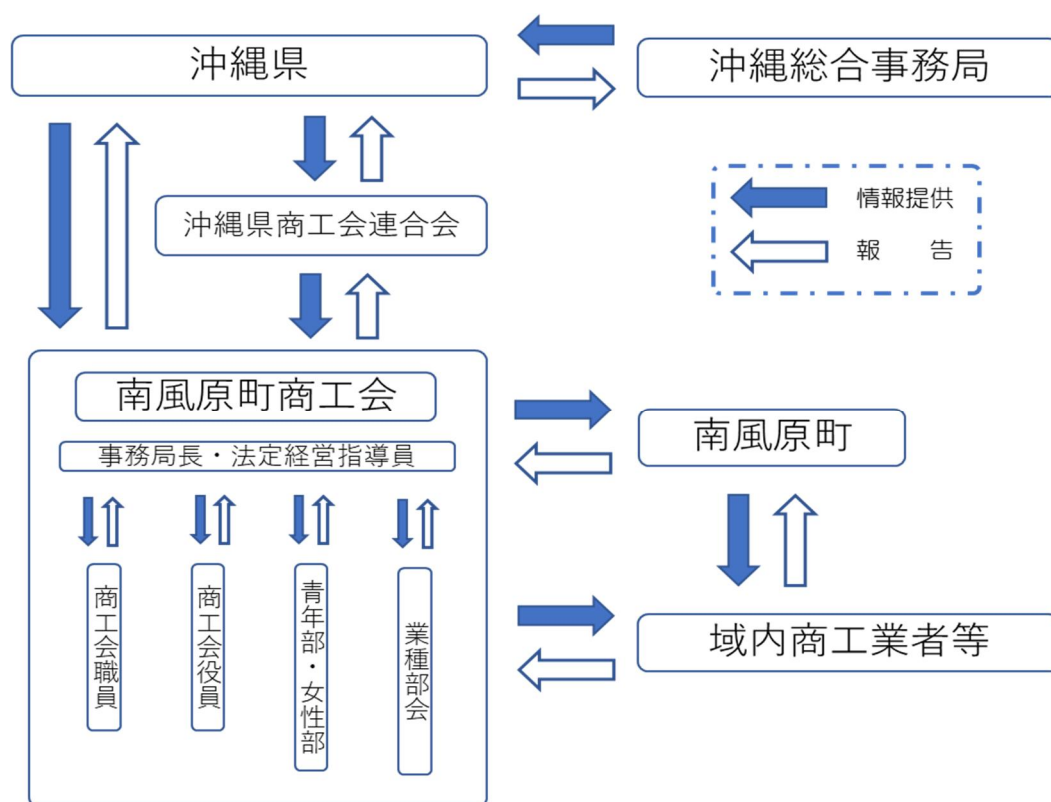 沖縄県
沖縄総合事務局
情報提供
報　　告
沖縄県商工会連合会
南風原町商工会
事務局長・法定経営指導員
南風原町
商工会職員
商工会役員
青年部・女性部
業種部会
域内商工業者等